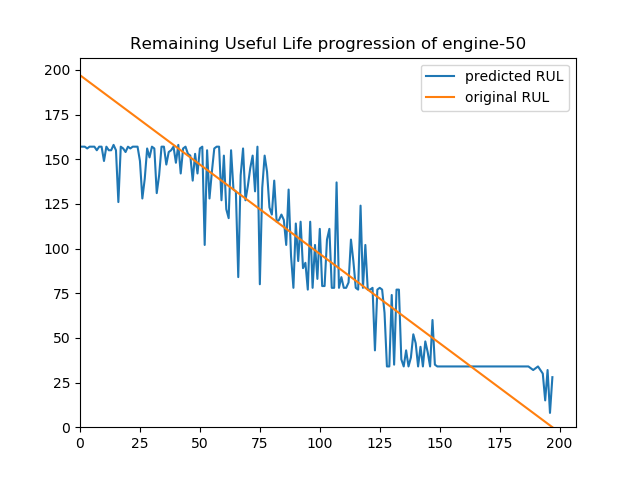 Remaining Useful Life progression of engine-50
predicted RUL
original RUL
200
175
150
125
100
75
50
25
0
0 25 50 75 100 125 150 175 200